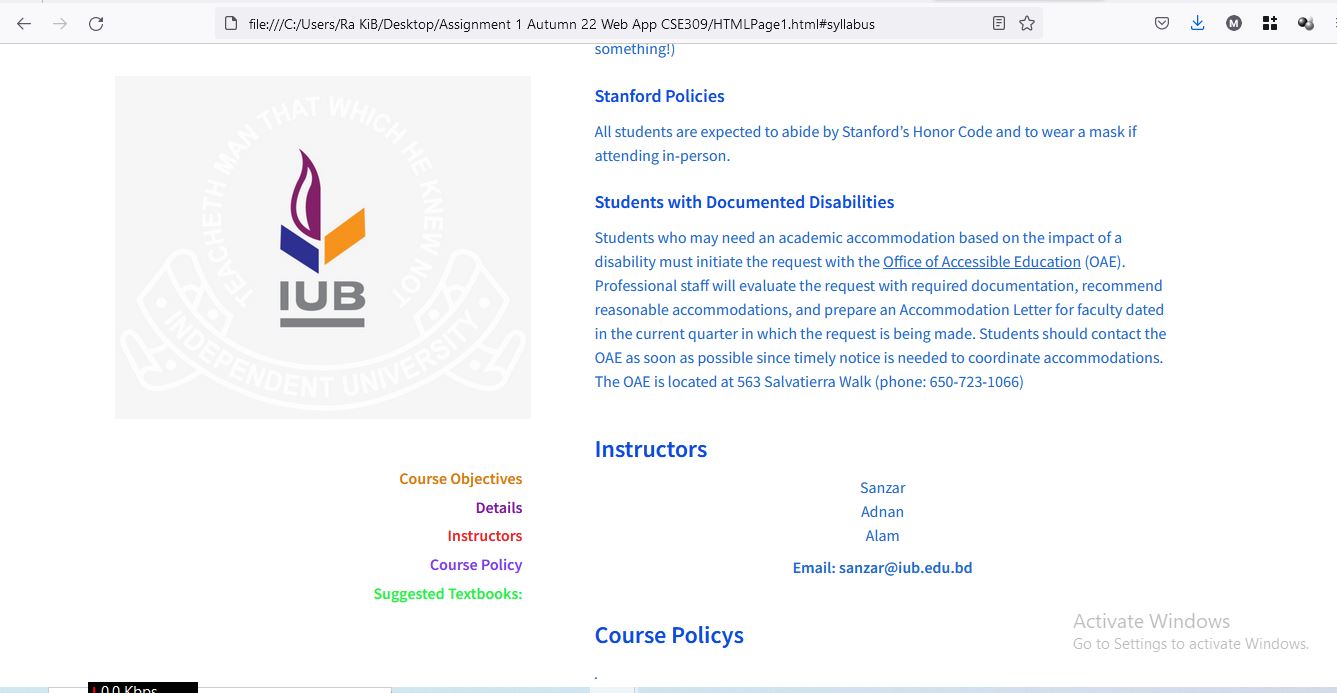 file:///C:/Users/Ra KiB/Desktop/Assignment 1 Autumn 22 Web App CSE309/HTMLPage1.html#syllabus
M
something!)
TEACHETH MAN THAT WHICH HE KNEW NOT
IUB
INDEPENDENT UNIVERSITY
Stanford Policies
All students are expected to abide by Stanford’s Honor Code and to wear a mask if
attending in-person.
Students with Documented Disabilities
Students who may need an academic accommodation based on the impact of a
disability must initiate the request with the Office of Accessible Education (OAE).
Professional staff will evaluate the request with required documentation, recommend
reasonable accommodations, and prepare an Accommodation Letter for faculty dated
in the current quarter in which the request is being made. Students should contact the
OAE as soon as possible since timely notice is needed to coordinate accommodations.
The OAE is located at 563 Salvatierra Walk (phone: 650-723-1066)
Course Objectives
Details
Instructors
Course Policy
Suggested Textbooks:
Instructors
Sanzar
Adnan
Alam
Email: sanzar@iub.edu.bd
Course Policys
.
Activate Windows
Go to Settings to activate Windows.
0.0 Kbps